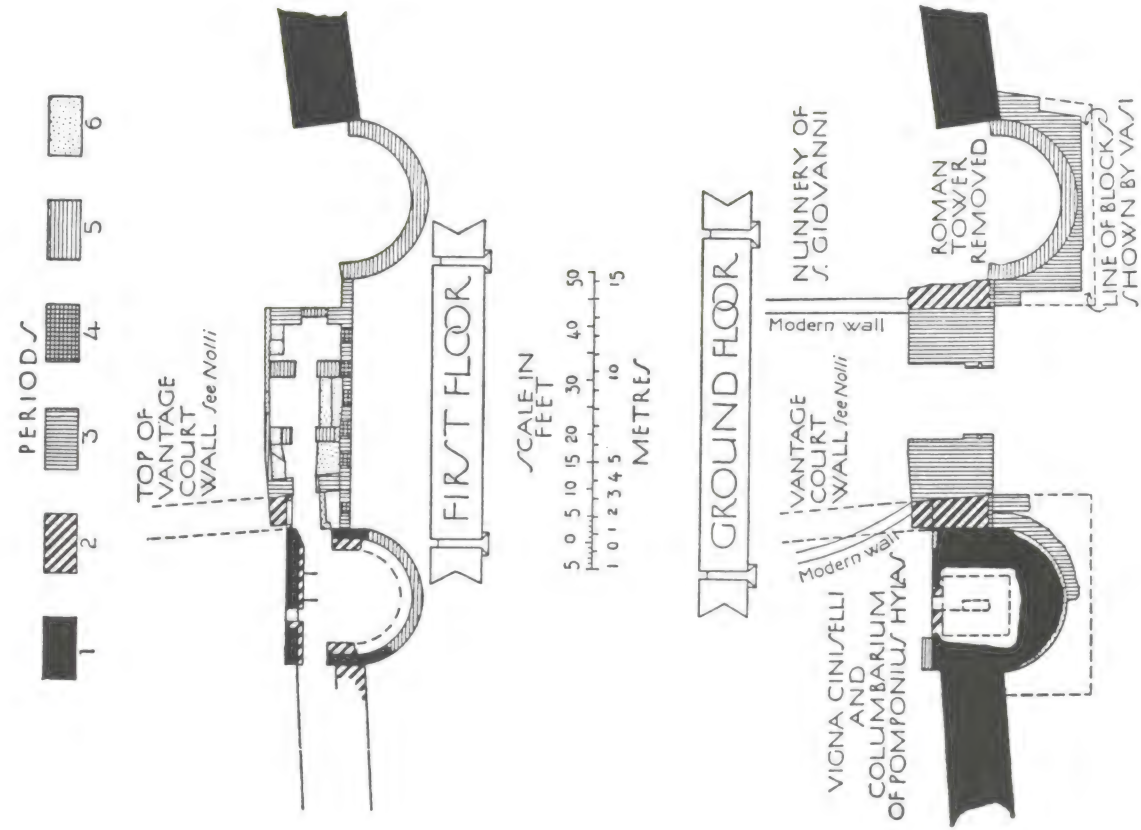 PERIODS
1
2
3
4
5
6
TOP OF
VANTAGE
COURT
WALL see Nolli
FIRST FLOOR
SCALE IN
FEET
5 0 5 10 15 20 30 40 50
1 0 1 2 3 4 5 10 15
METRES
GROUND FLOOR
NUNNERY OF
S GIOVANNI
Modern wall
VANTAGE
COURT
WALL see Nolli
Modern wall
VIGNA CINISELLI
AND
COLUMBARIUM
OF POMPONIUS HYLAS
ROMAN
TOWER
REMOVED
LINE OF BLOCKS
SHOWN BY VASI